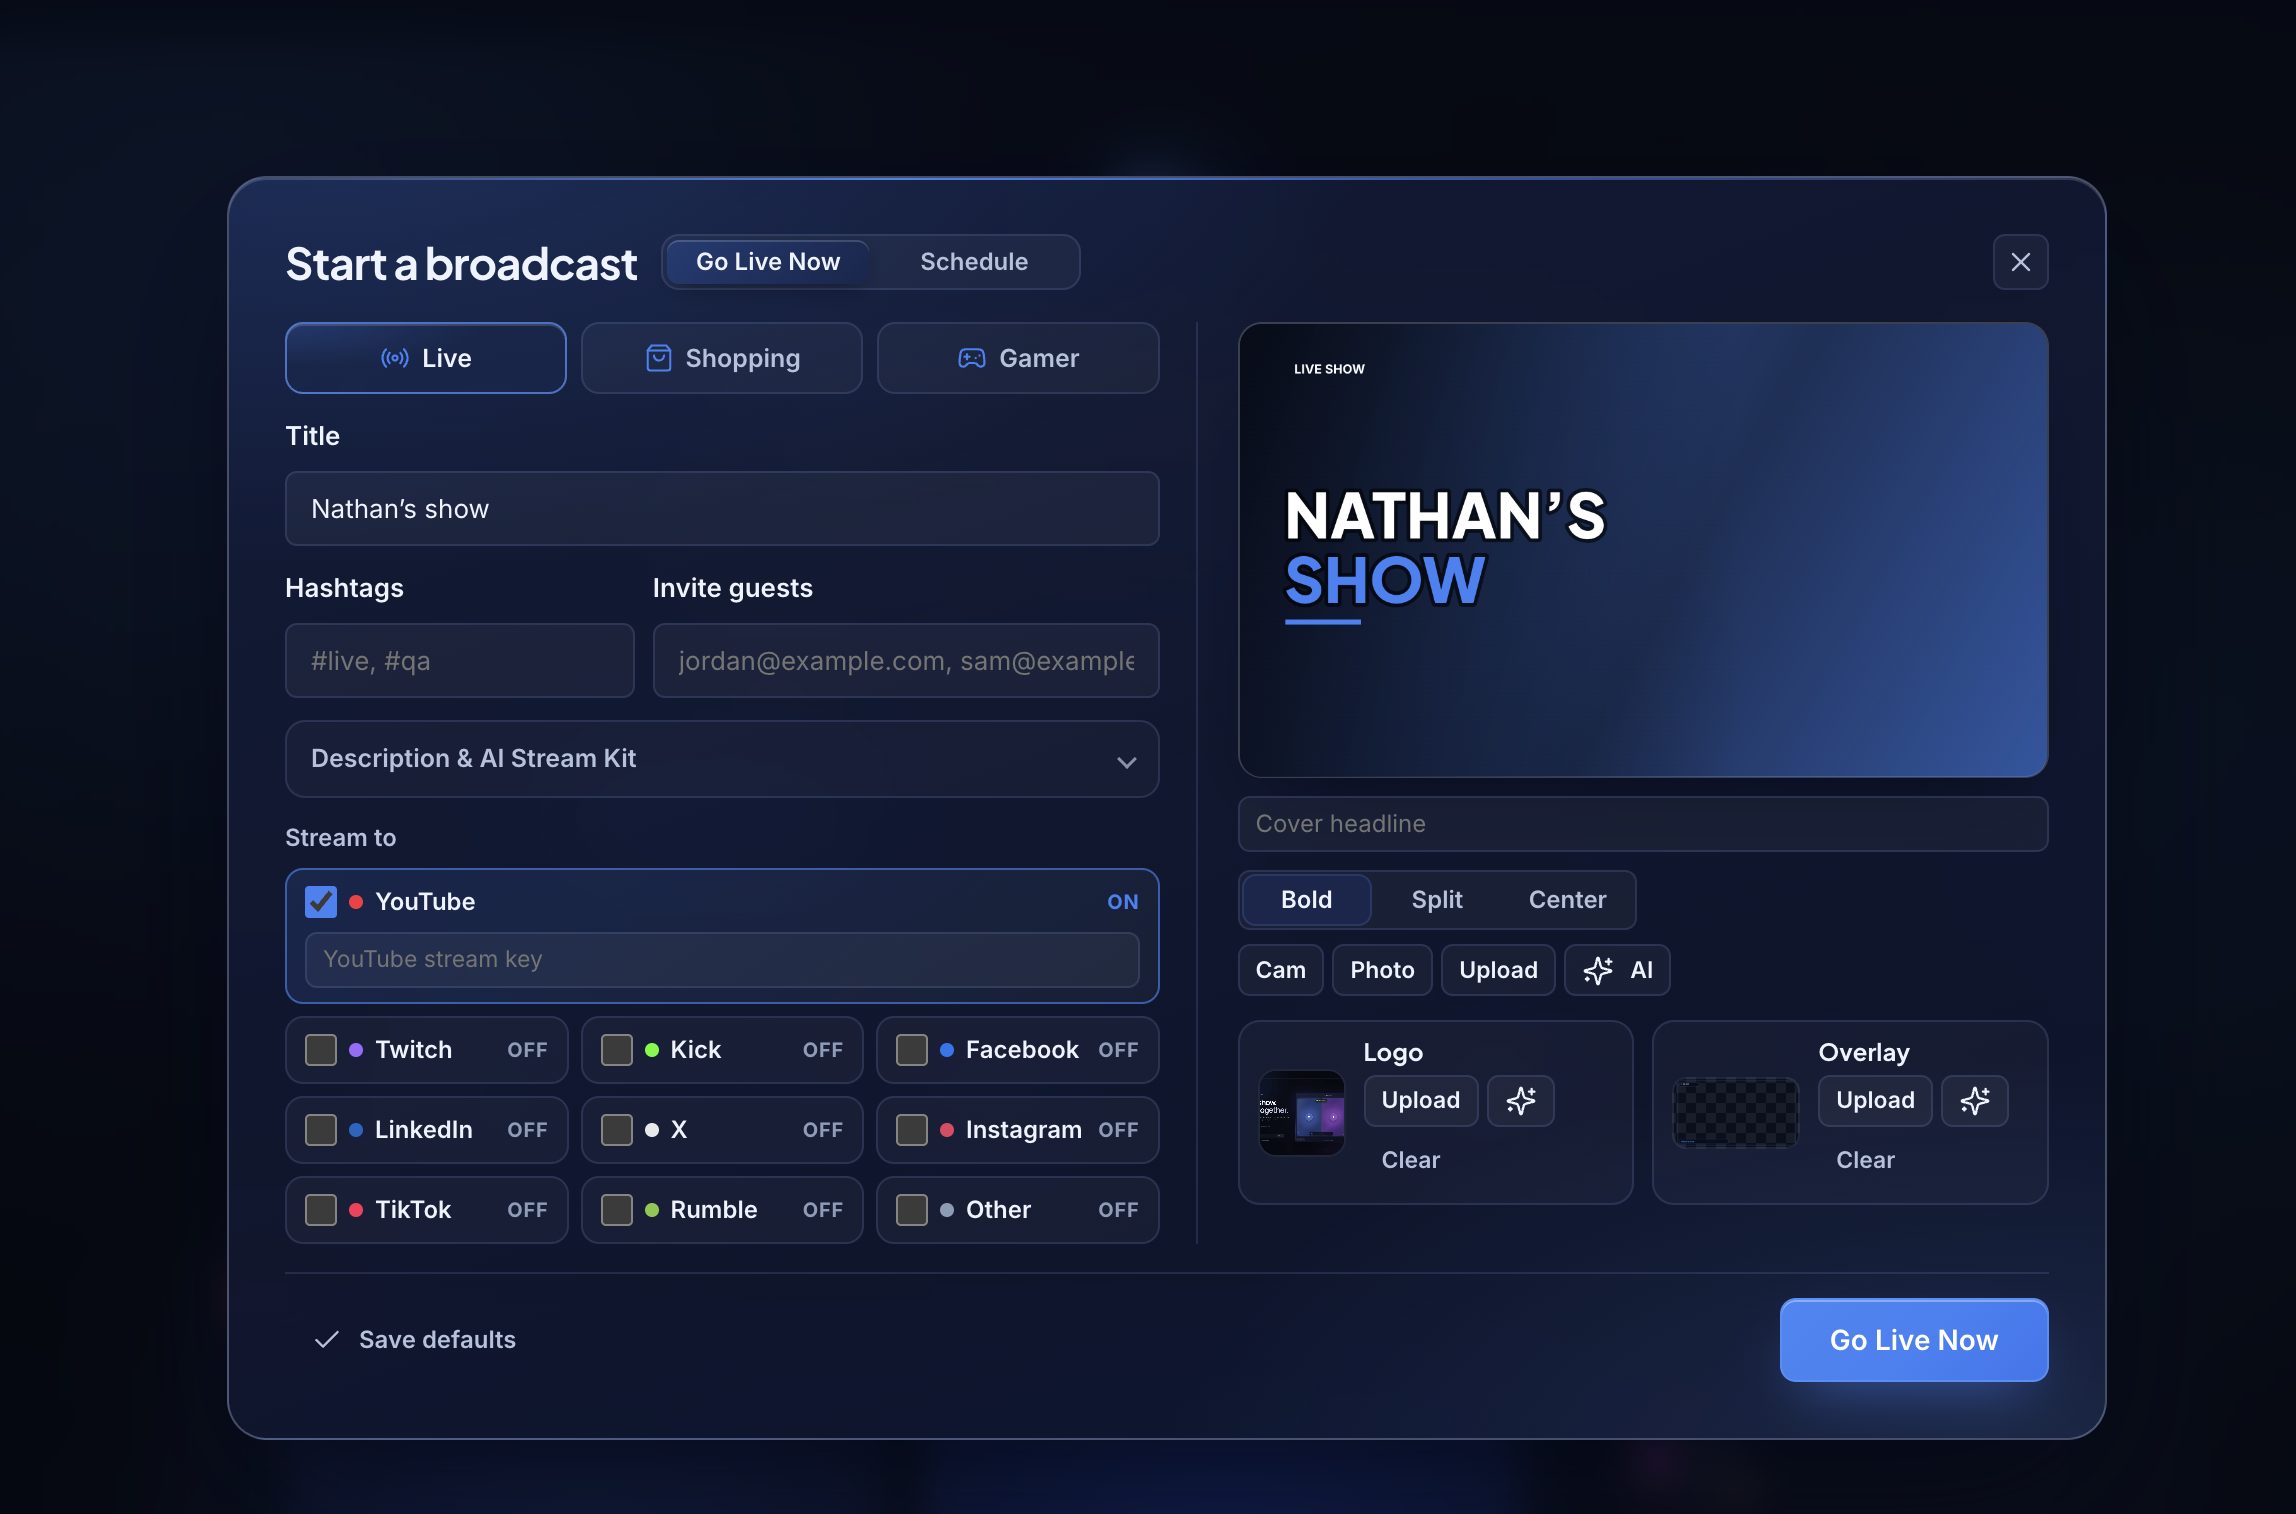 Start a broadcast
Go Live Now
Schedule
Live
Shopping
Gamer
Title
Nathan’s show
Hashtags
Invite guests
#live, #qa
jordan@example.com, sam@example
Description & AI Stream Kit
Stream to
YouTube
ON
YouTube stream key
Twitch
OFF
Kick
OFF
Facebook
OFF
LinkedIn
OFF
X
OFF
Instagram
OFF
TikTok
OFF
Rumble
OFF
Other
OFF
Save defaults
LIVE SHOW
NATHAN’S
SHOW
Cover headline
Bold
Split
Center
Cam
Photo
Upload
AI
Logo
Upload
Clear
Overlay
Upload
Clear
Go Live Now